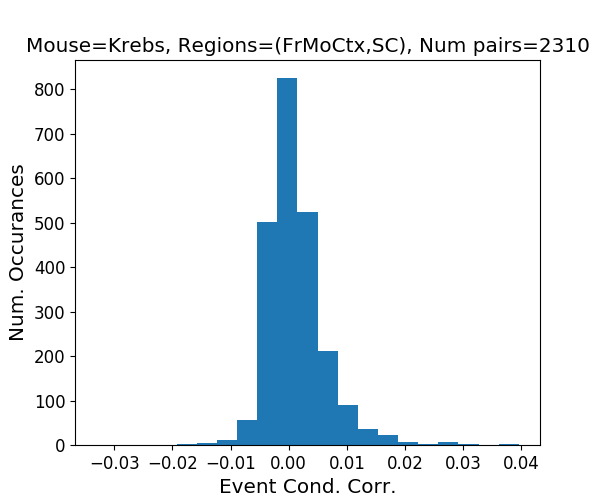 Mouse=Krebs, Regions=(FrMoCtx,SC), Num pairs=2310
800
700
600
500
400
300
200
100
0
Num. Occurances
−0.03 −0.02 −0.01 0.00 0.01 0.02 0.03 0.04
Event Cond. Corr.